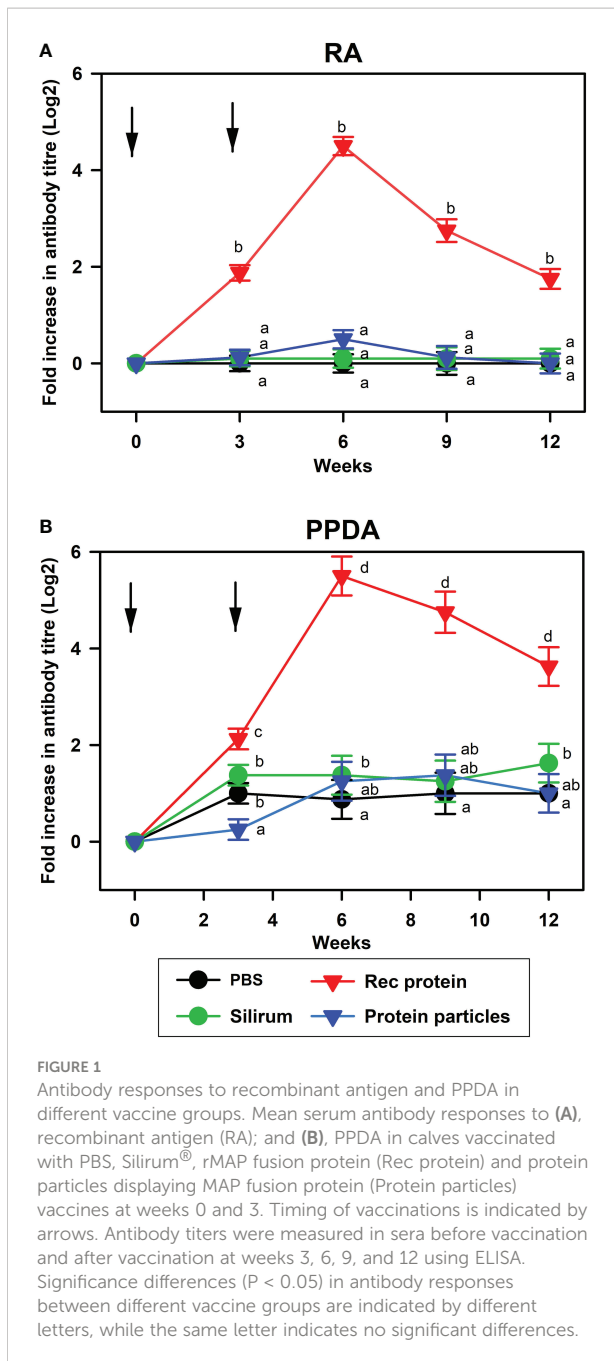 A
RA
Fold increase in antibody titre (Log2)
6
b
4
b
b
2
b
a a a a
a a a a
0
a a a a
0 3 6 9 12
Weeks
B
PPDA
Fold increase in antibody titre (Log2)
6
d
d
4
d
c
2
b b ab b
ab ab ab
b a a a
a
0
0 2 4 6 8 10 12
Weeks
PBS Rec protein
Silirum Protein particles
FIGURE 1
Antibody responses to recombinant antigen and PPDA in
different vaccine groups. Mean serum antibody responses to (A),
recombinant antigen (RA); and (B), PPDA in calves vaccinated
with PBS, Silirum®, rMAP fusion protein (Rec protein) and protein
particles displaying MAP fusion protein (Protein particles)
vaccines at weeks 0 and 3. Timing of vaccinations is indicated by
arrows. Antibody titers were measured in sera before vaccination
and after vaccination at weeks 3, 6, 9, and 12 using ELISA.
Significance differences (P < 0.05) in antibody responses
between different vaccine groups are indicated by different
letters, while the same letter indicates no significant differences.